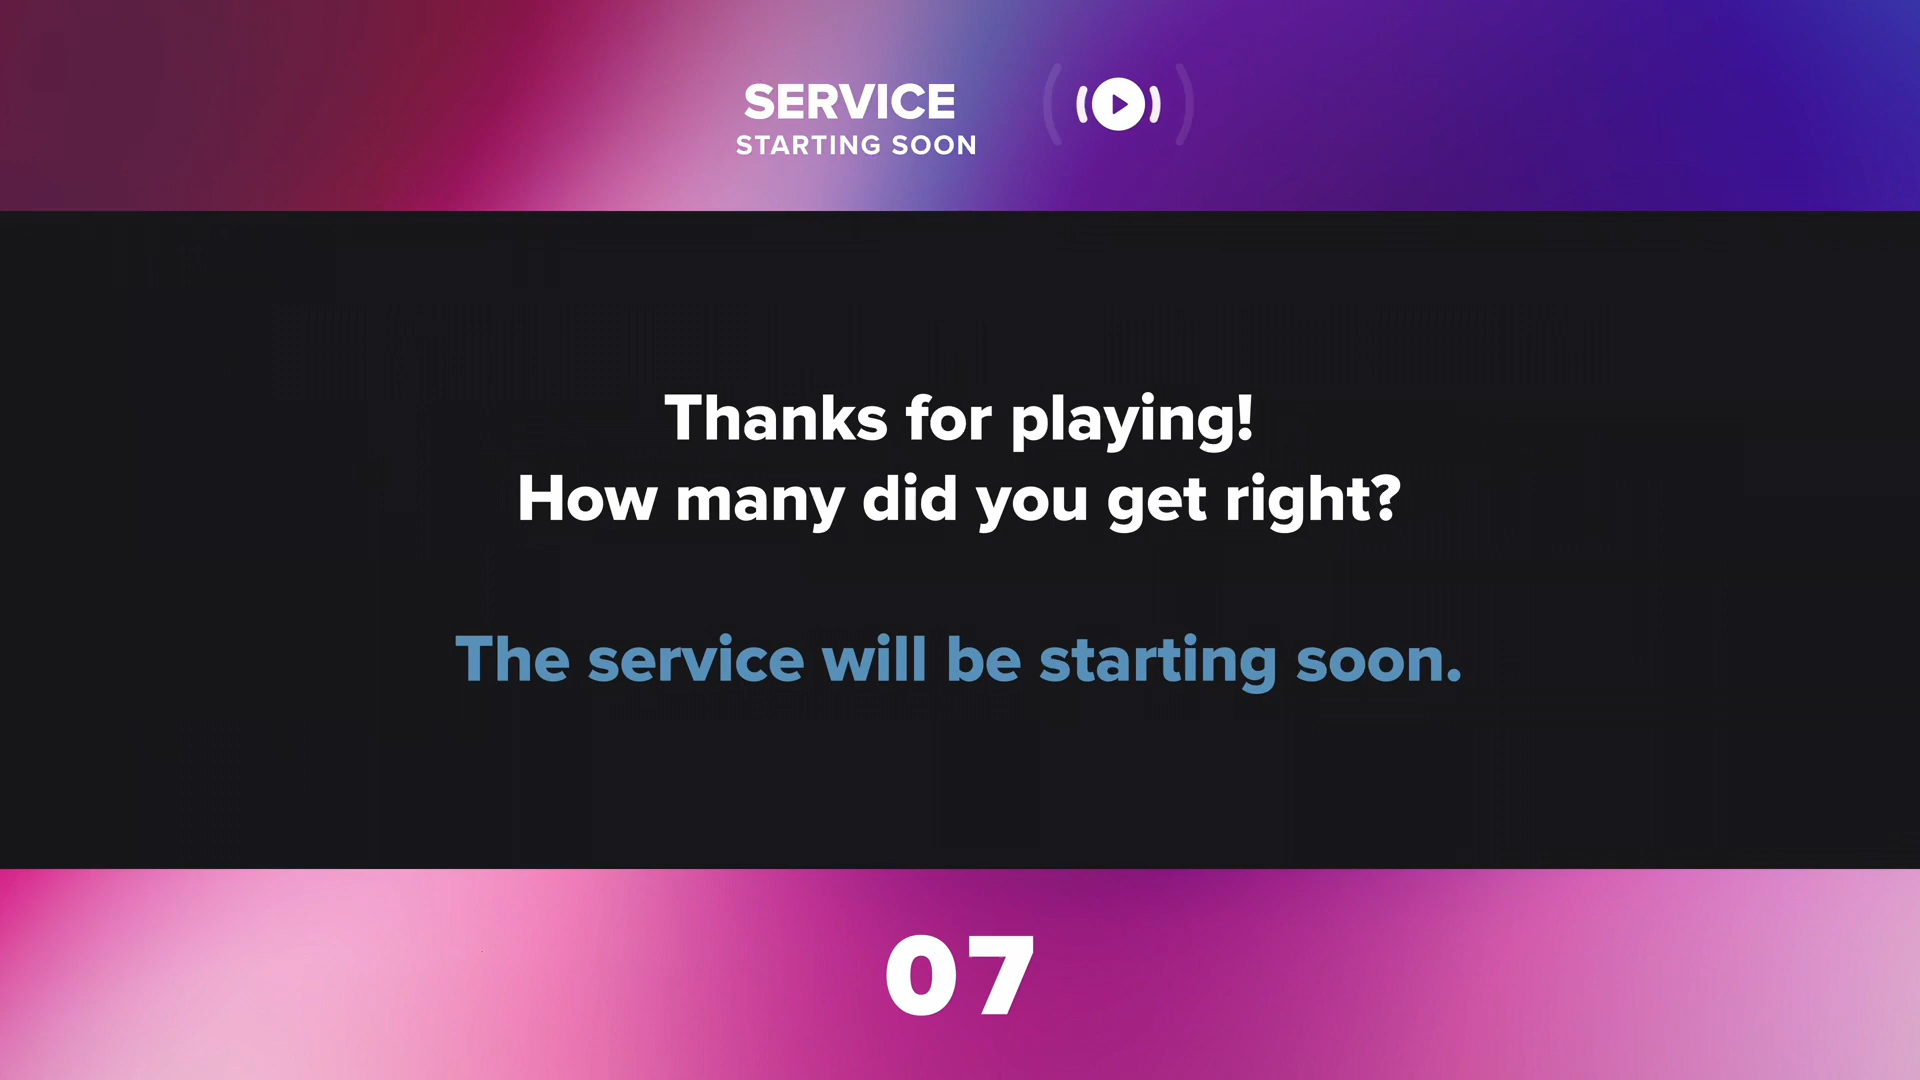 SERVICE
STARTING SOON
Thanks for playing!
How many did you get right?
The service will be starting soon.
07